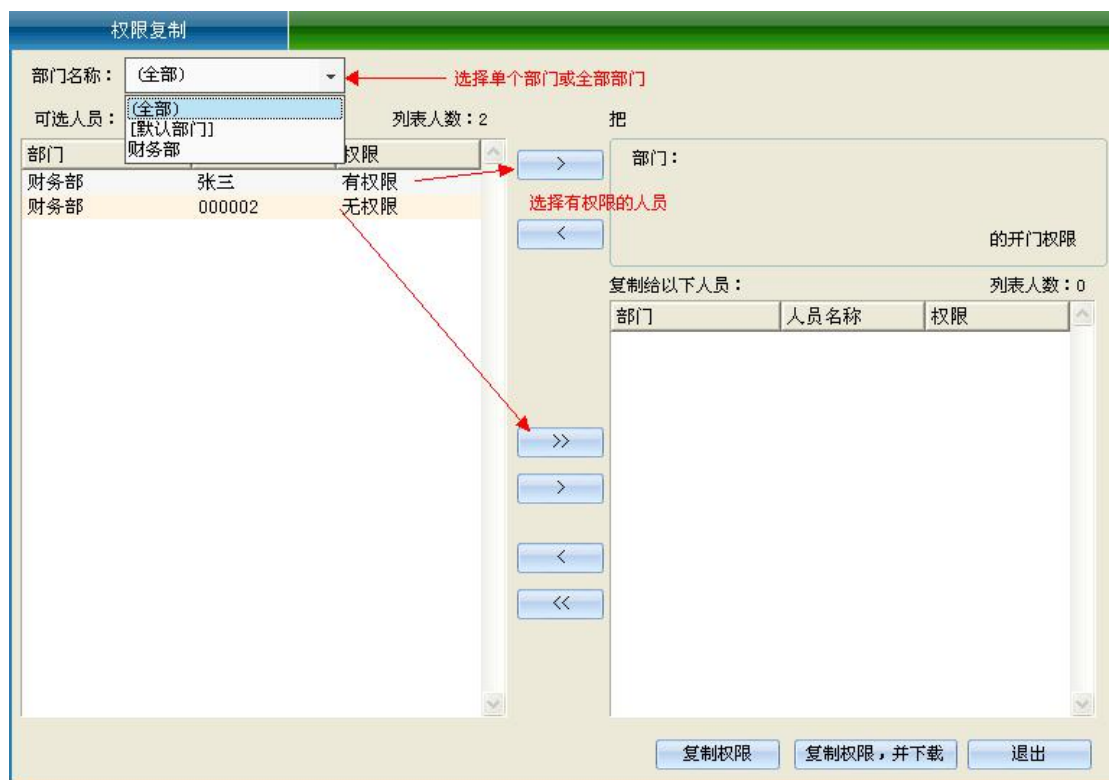 权限复制
部门名称： (全部)
选择单个部门或全部部门
(全部)
[默认部门]
财务部
可选人员：
列表人数：2
把
部门
权限
财务部 张三 有权限
财务部 000002 无权限
>
部门：
选择有权限的人员
<
的开门权限
复制给以下人员：
列表人数：0
部门 人员名称 权限
>>
>
<
<<
复制权限
复制权限，并下载
退出